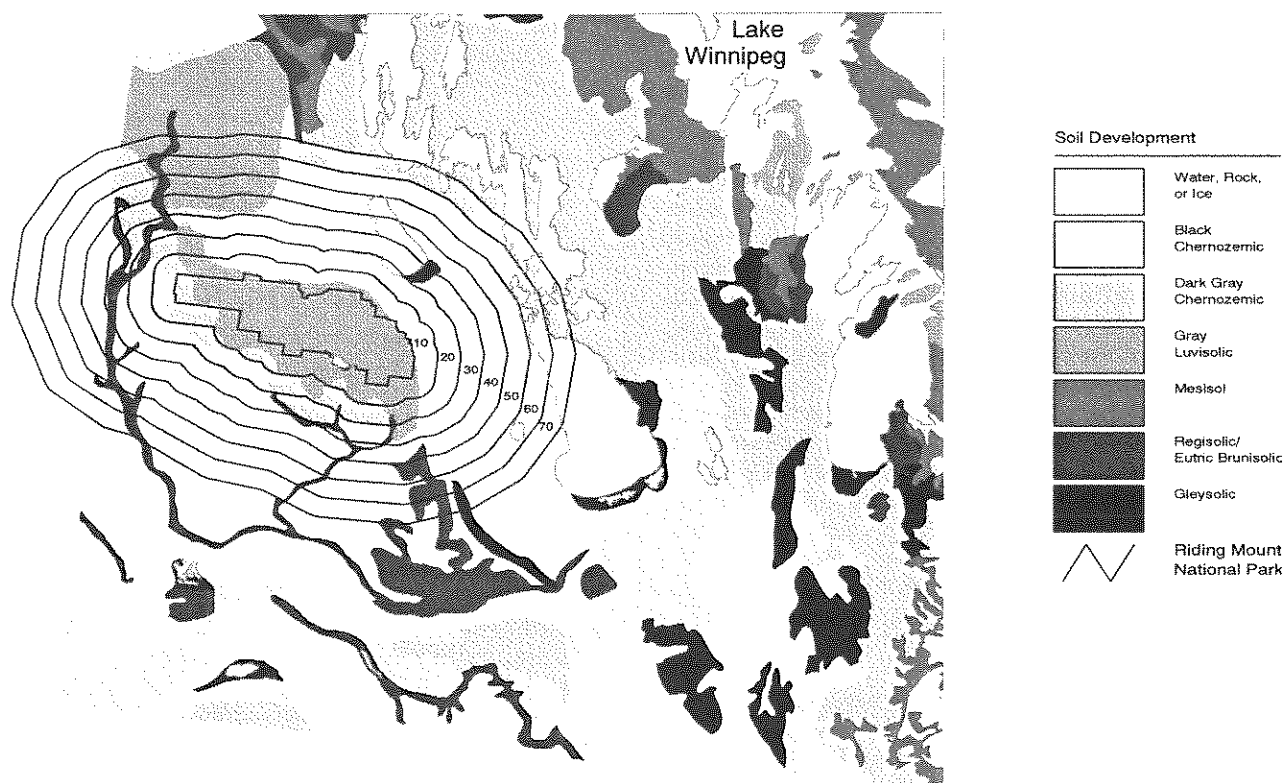 Lake
Winnipeg
10
20
30
40
50
60
70
Soil Development
Water, Rock,
or Ice
Black
Chernozemic
Dark Gray
Chernozemic
Gray
Luvisolic
Mesisol
Regisolic/
Eutric Brunisolic
Gleysolic
Riding Mount
National Park